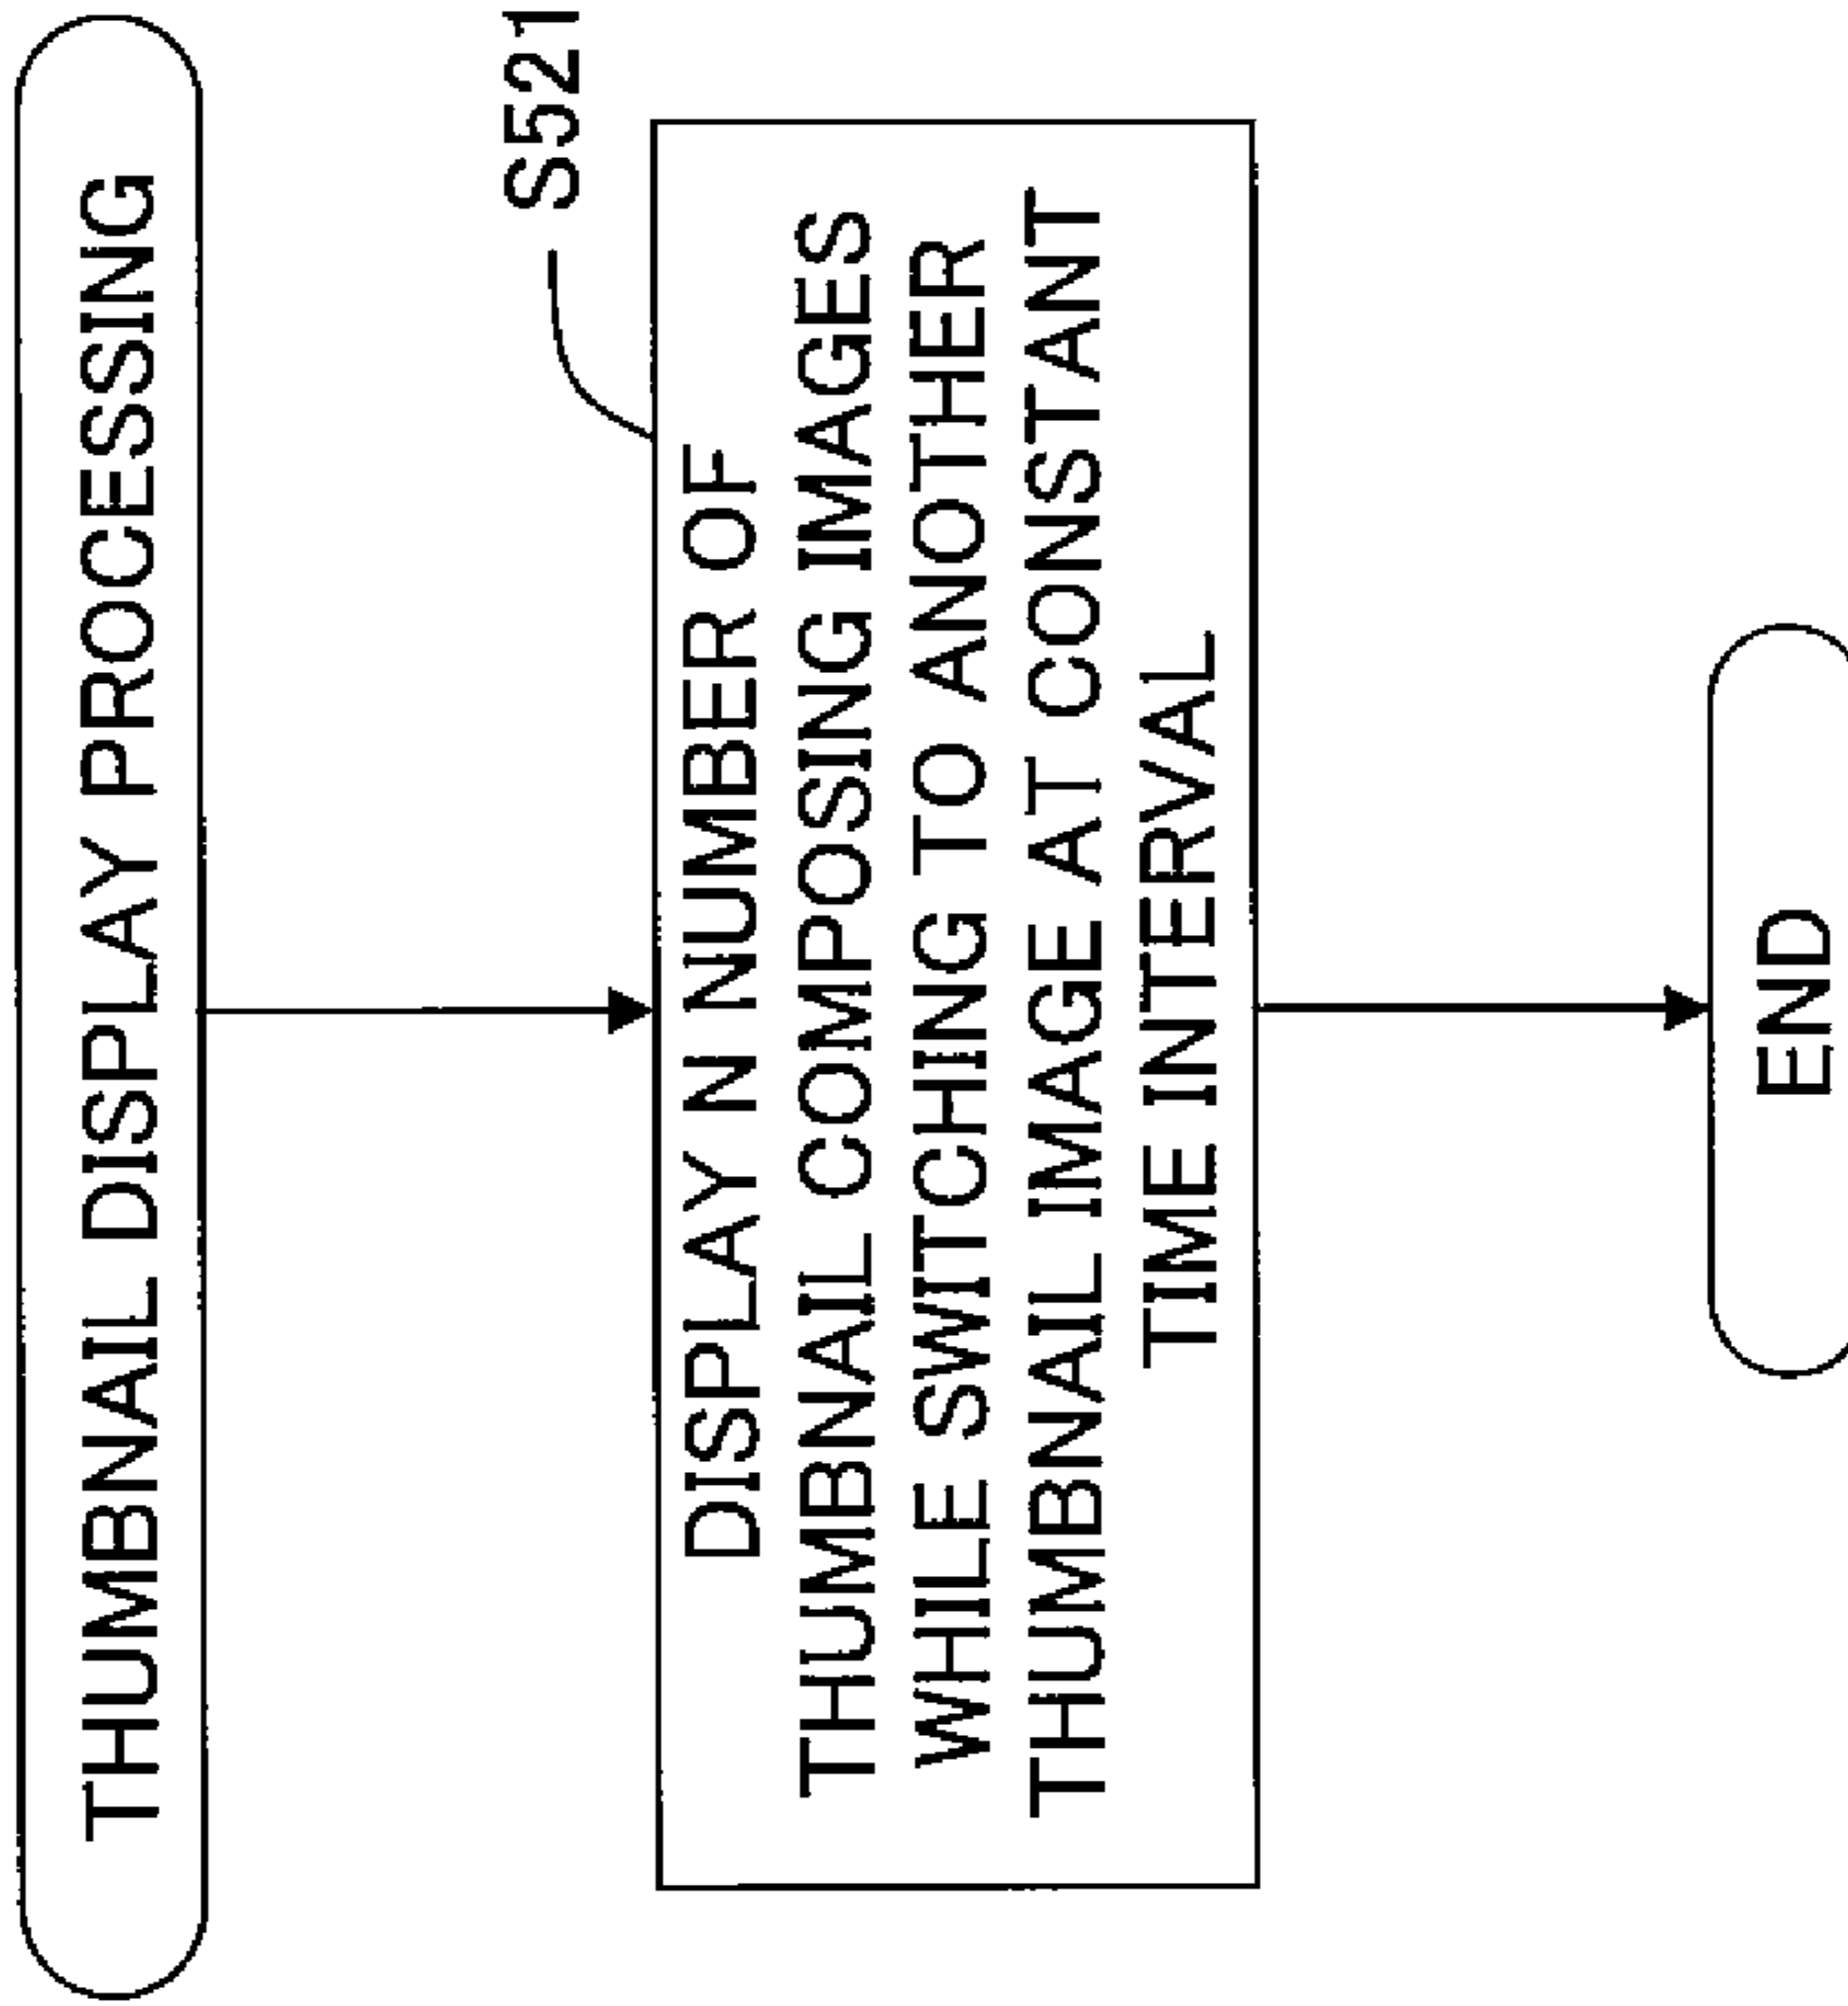 THUMBNAIL DISPLAY PROCESSING
S521
DISPLAY N NUMBER OF
THUMBNAIL COMPOSING IMAGES
WHILE SWITCHING TO ANOTHER
THUMBNAIL IMAGE AT CONSTANT
TIME INTERVAL
END